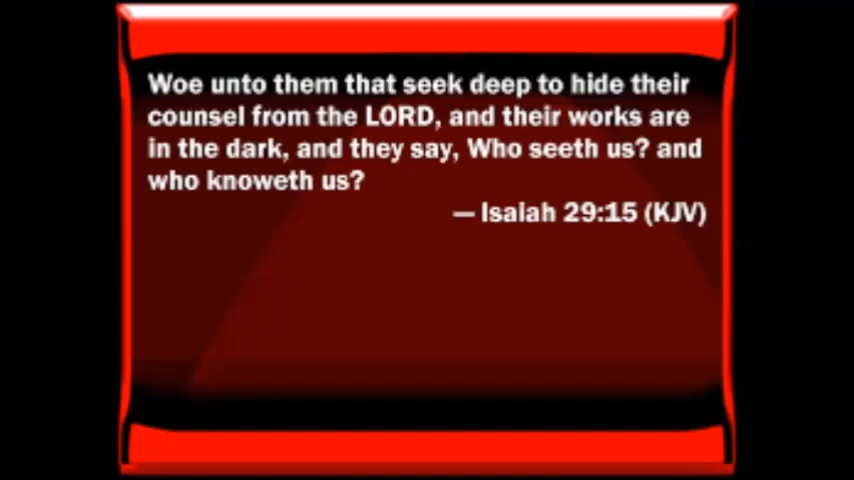 Woe unto them that seek deep to hide their
counsel from the LORD, and their works are
in the dark, and they say, Who seeth us? and
who knoweth us?
— Isaiah 29:15 (KJV)